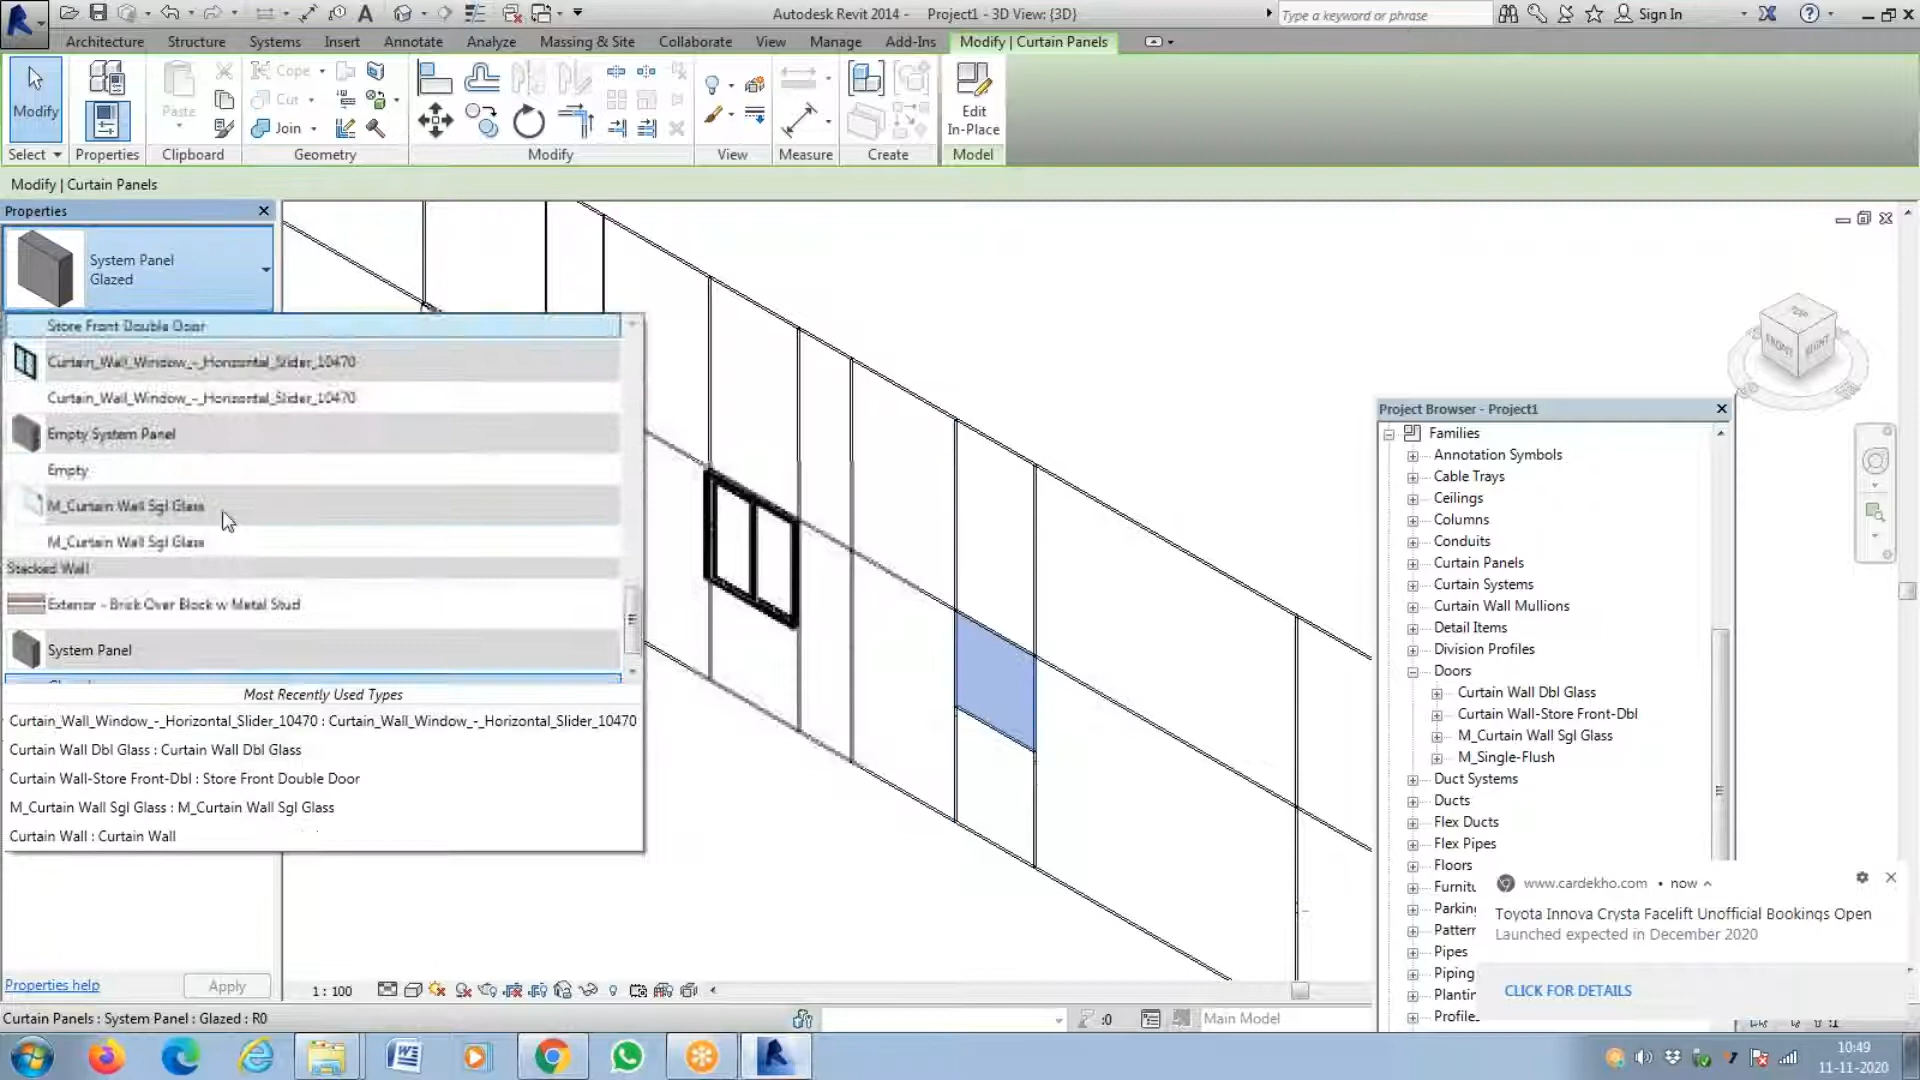 Autodesk Revit 2014 - Project1 - 3D View: {3D}
Type a keyword or phrase
Sign In
Architecture
Structure
Systems
Insert
Annotate
Analyze
Massing & Site
Collaborate
View
Manage
Add-Ins
Modify | Curtain Panels
Modify
Select
Properties
Paste
Clipboard
Cope
Cut
Join
Geometry
Modify
View
Measure
Create
Edit
In-Place
Model
Modify | Curtain Panels
Properties
System Panel
Glazed
Store Front Double Door
Curtain_Wall_Window_-_Horizontal_Slider_10470
Curtain_Wall_Window_-_Horizontal_Slider_10470
Empty System Panel
Empty
M_Curtain Wall Sgl Glass
M_Curtain Wall Sgl Glass
Stacked Wall
Exterior - Brick Over Block w Metal Stud
System Panel
Most Recently Used Types
Curtain_Wall_Window_-_Horizontal_Slider_10470 : Curtain_Wall_Window_-_Horizontal_Slider_10470
Curtain Wall Dbl Glass : Curtain Wall Dbl Glass
Curtain Wall-Store Front-Dbl : Store Front Double Door
M_Curtain Wall Sgl Glass : M_Curtain Wall Sgl Glass
Curtain Wall : Curtain Wall
Properties help
Apply
TOP
FRONT
RIGHT
Project Browser - Project1
Families
Annotation Symbols
Cable Trays
Ceilings
Columns
Conduits
Curtain Panels
Curtain Systems
Curtain Wall Mullions
Detail Items
Division Profiles
Doors
Curtain Wall Dbl Glass
Curtain Wall-Store Front-Dbl
M_Curtain Wall Sgl Glass
M_Single-Flush
Duct Systems
Ducts
Flex Ducts
Flex Pipes
Floors
Furnitu
Parking
Pattern
Pipes
Piping
Plantin
Profile
www.cardekho.com • now
Toyota Innova Crysta Facelift Unofficial Bookings Open
Launched expected in December 2020
CLICK FOR DETAILS
1 : 100
Curtain Panels : System Panel : Glazed : R0
:0
Main Model
10:49
11-11-2020